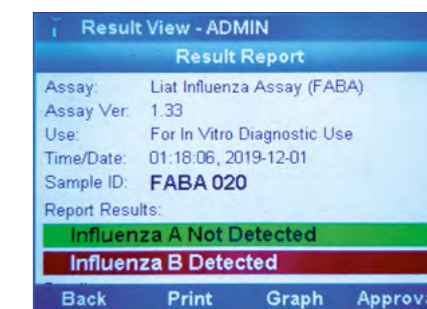 Result View - ADMIN
Result Report
Assay: Liat Influenza Assay (FABA)
Assay Ver: 1.33
Use: For In Vitro Diagnostic Use
Time/Date: 01:18:06, 2019-12-01
Sample ID: FABA 020
Report Results:
Influenza A Not Detected
Influenza B Detected
Back Print Graph Approva